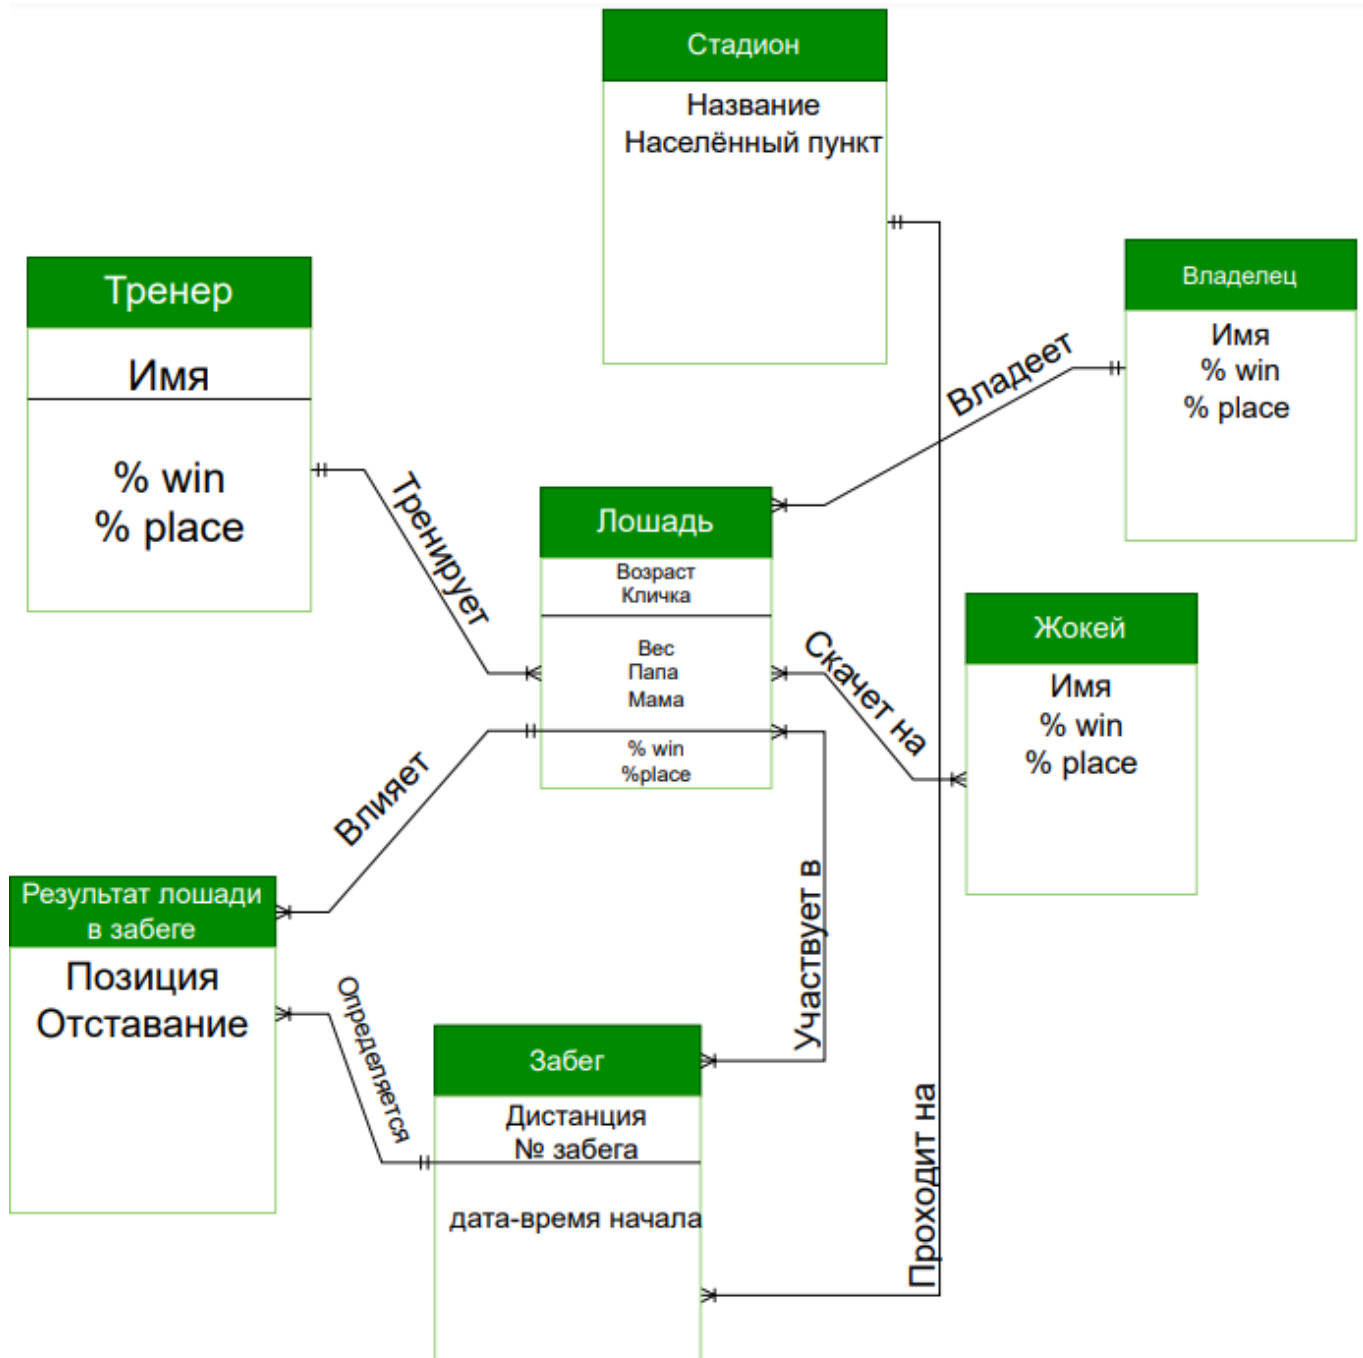 Стадион
Название
Населённый пункт
Тренер
Имя
% win
% place
Владелец
Имя
% win
% place
Владеет
Тренирует
Лошадь
Возраст
Кличка
Вес
Папа
Мама
% win
%place
Скачет на
Жокей
Имя
% win
% place
Влияет
Результат лошади
в забеге
Позиция
Отставание
Определяется
Участвует в
Забег
Дистанция
№ забега
дата-время начала
Проходит на